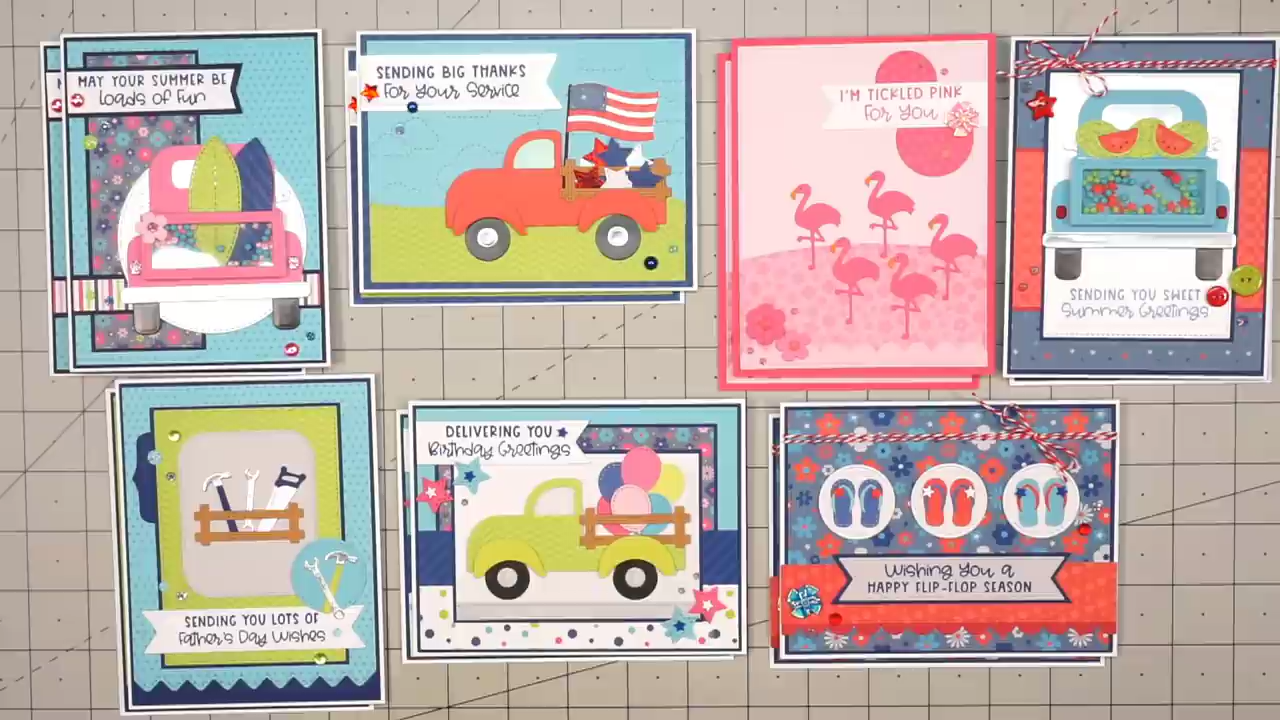 MAY YOUR SUMMER BE
Loads of Fun
SENDING BIG THANKS
For Your Service
I'M TICKLED PINK
For You
SENDING YOU SWEET
Summer Greetings
SENDING YOU LOTS OF
Father's Day Wishes
DELIVERING YOU
Birthday Greetings
Wishing You a
HAPPY FLIP-FLOP SEASON